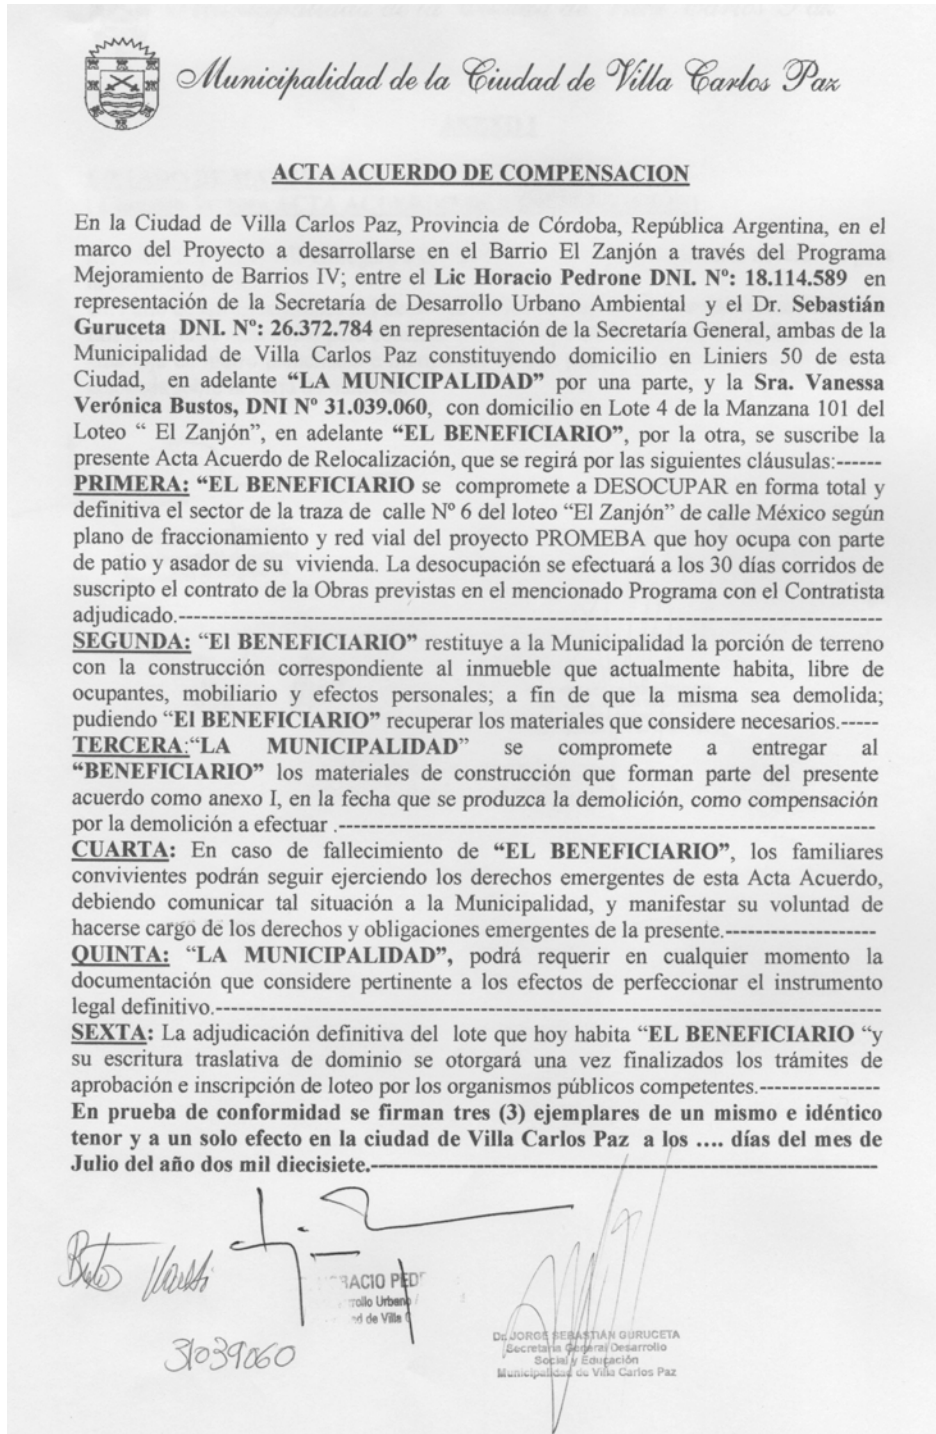 Municipalidad de la Ciudad de Villa Carlos Paz
ACTA ACUERDO DE COMPENSACION
En la Ciudad de Villa Carlos Paz, Provincia de Córdoba, República Argentina, en el
marco del Proyecto a desarrollarse en el Barrio El Zanjón a través del Programa
Mejoramiento de Barrios IV; entre el Lic Horacio Pedrone DNI. Nº: 18.114.589 en
representación de la Secretaría de Desarrollo Urbano Ambiental y el Dr. Sebastián
Guruceta DNI. Nº: 26.372.784 en representación de la Secretaría General, ambas de la
Municipalidad de Villa Carlos Paz constituyendo domicilio en Liniers 50 de esta
Ciudad, en adelante “LA MUNICIPALIDAD” por una parte, y la Sra. Vanessa
Verónica Bustos, DNI Nº 31.039.060, con domicilio en Lote 4 de la Manzana 101 del
Loteo “ El Zanjón”, en adelante “EL BENEFICIARIO”, por la otra, se suscribe la
presente Acta Acuerdo de Relocalización, que se regirá por las siguientes cláusulas:------
PRIMERA: “EL BENEFICIARIO se compromete a DESOCUPAR en forma total y
definitiva el sector de la traza de calle Nº 6 del loteo “El Zanjón” de calle México según
plano de fraccionamiento y red vial del proyecto PROMEBA que hoy ocupa con parte
de patio y asador de su vivienda. La desocupación se efectuará a los 30 días corridos de
suscripto el contrato de la Obras previstas en el mencionado Programa con el Contratista
adjudicado.------------------------------------------------------------------------------------
SEGUNDA: “El BENEFICIARIO” restituye a la Municipalidad la porción de terreno
con la construcción correspondiente al inmueble que actualmente habita, libre de
ocupantes, mobiliario y efectos personales; a fin de que la misma sea demolida;
pudiendo “El BENEFICIARIO” recuperar los materiales que considere necesarios.-----
TERCERA:“LA MUNICIPALIDAD” se compromete a entregar al
“BENEFICIARIO” los materiales de construcción que forman parte del presente
acuerdo como anexo I, en la fecha que se produzca la demolición, como compensación
por la demolición a efectuar .----------------------------------------------------------------
CUARTA: En caso de fallecimiento de “EL BENEFICIARIO”, los familiares
convivientes podrán seguir ejerciendo los derechos emergentes de esta Acta Acuerdo,
debiendo comunicar tal situación a la Municipalidad, y manifestar su voluntad de
hacerse cargo de los derechos y obligaciones emergentes de la presente.-------------------
QUINTA: “LA MUNICIPALIDAD”, podrá requerir en cualquier momento la
documentación que considere pertinente a los efectos de perfeccionar el instrumento
legal definitivo.--------------------------------------------------------------------------------
SEXTA: La adjudicación definitiva del lote que hoy habita “EL BENEFICIARIO “y
su escritura traslativa de dominio se otorgará una vez finalizados los trámites de
aprobación e inscripción de loteo por los organismos públicos competentes.---------------
En prueba de conformidad se firman tres (3) ejemplares de un mismo e idéntico
tenor y a un solo efecto en la ciudad de Villa Carlos Paz a los .... días del mes de
Julio del año dos mil diecisiete.----------------------------------------------------------------
RACIO PED
rollo Urbano
d de Villa
31039060
Dr. JORGE SEBASTIAN GURUCETA
Secretaria General Desarrollo
Social y Educación
Municipalidad de Villa Carlos Paz